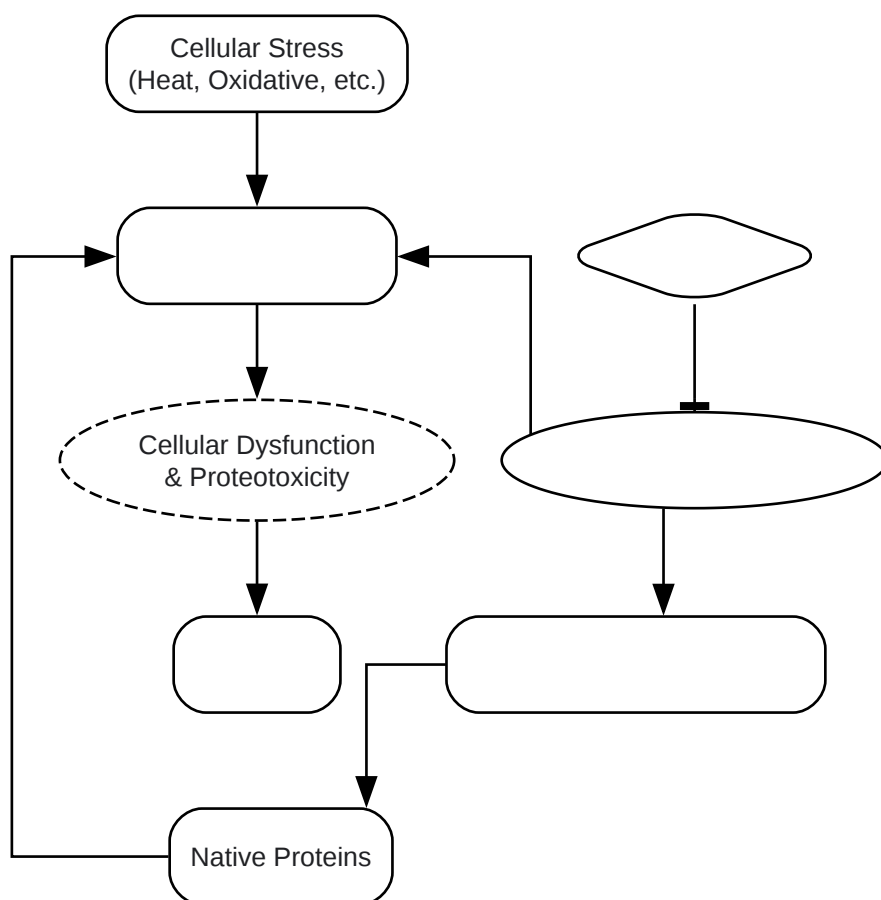 Cellular Stress
(Heat, Oxidative, etc.)
Cellular Dysfunction
& Proteotoxicity
Native Proteins